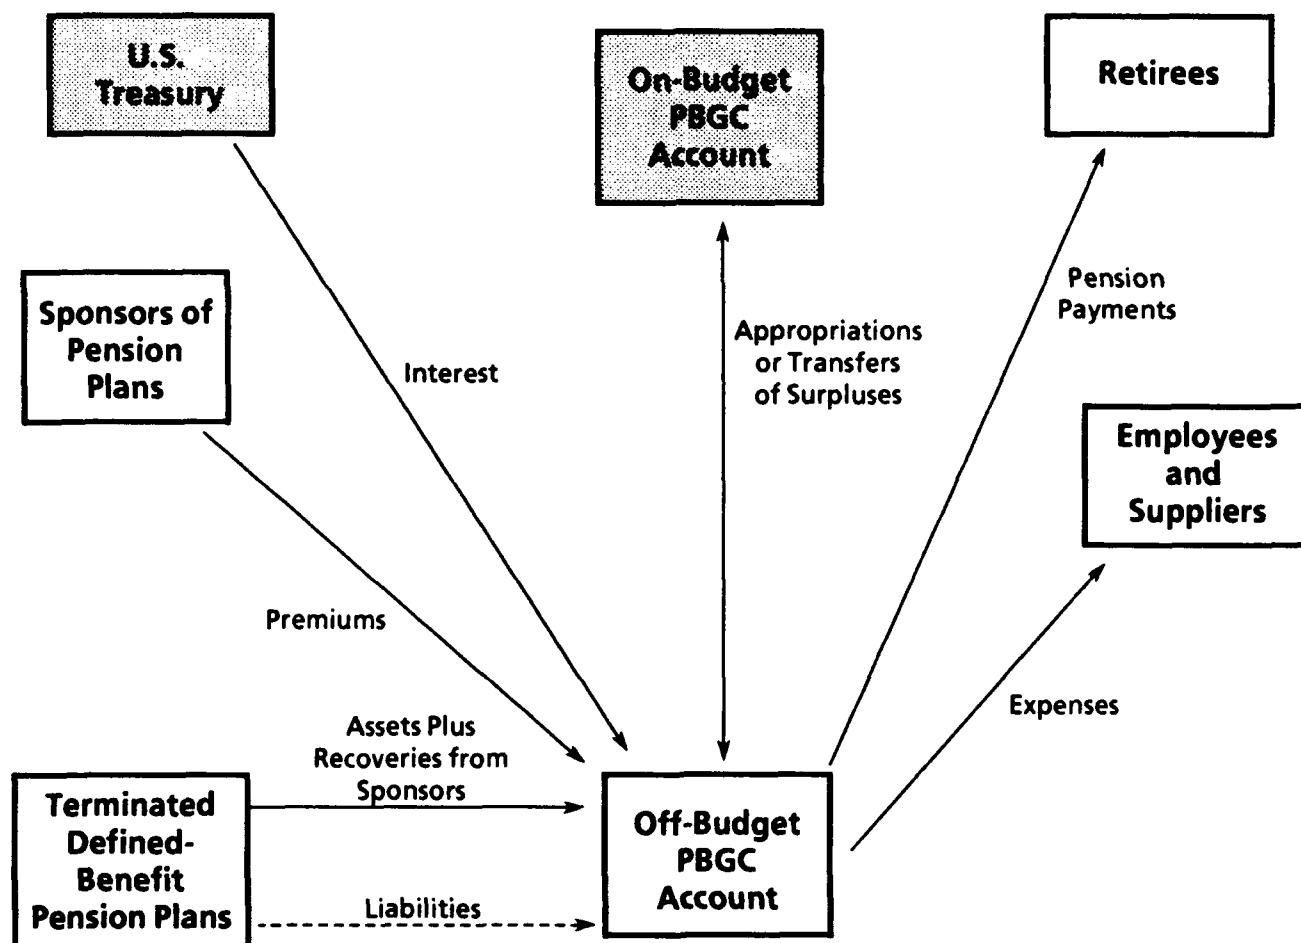 U.S.
Treasury
On-Budget
PBGC
Account
Retirees
Sponsors of
Pension
Plans
Interest
Appropriations
or Transfers
of Surpluses
Pension
Payments
Employees
and
Suppliers
Premiums
Expenses
Assets Plus
Recoveries from
Sponsors
Terminated
Defined-
Benefit
Pension Plans
Liabilities
Off-Budget
PBGC
Account